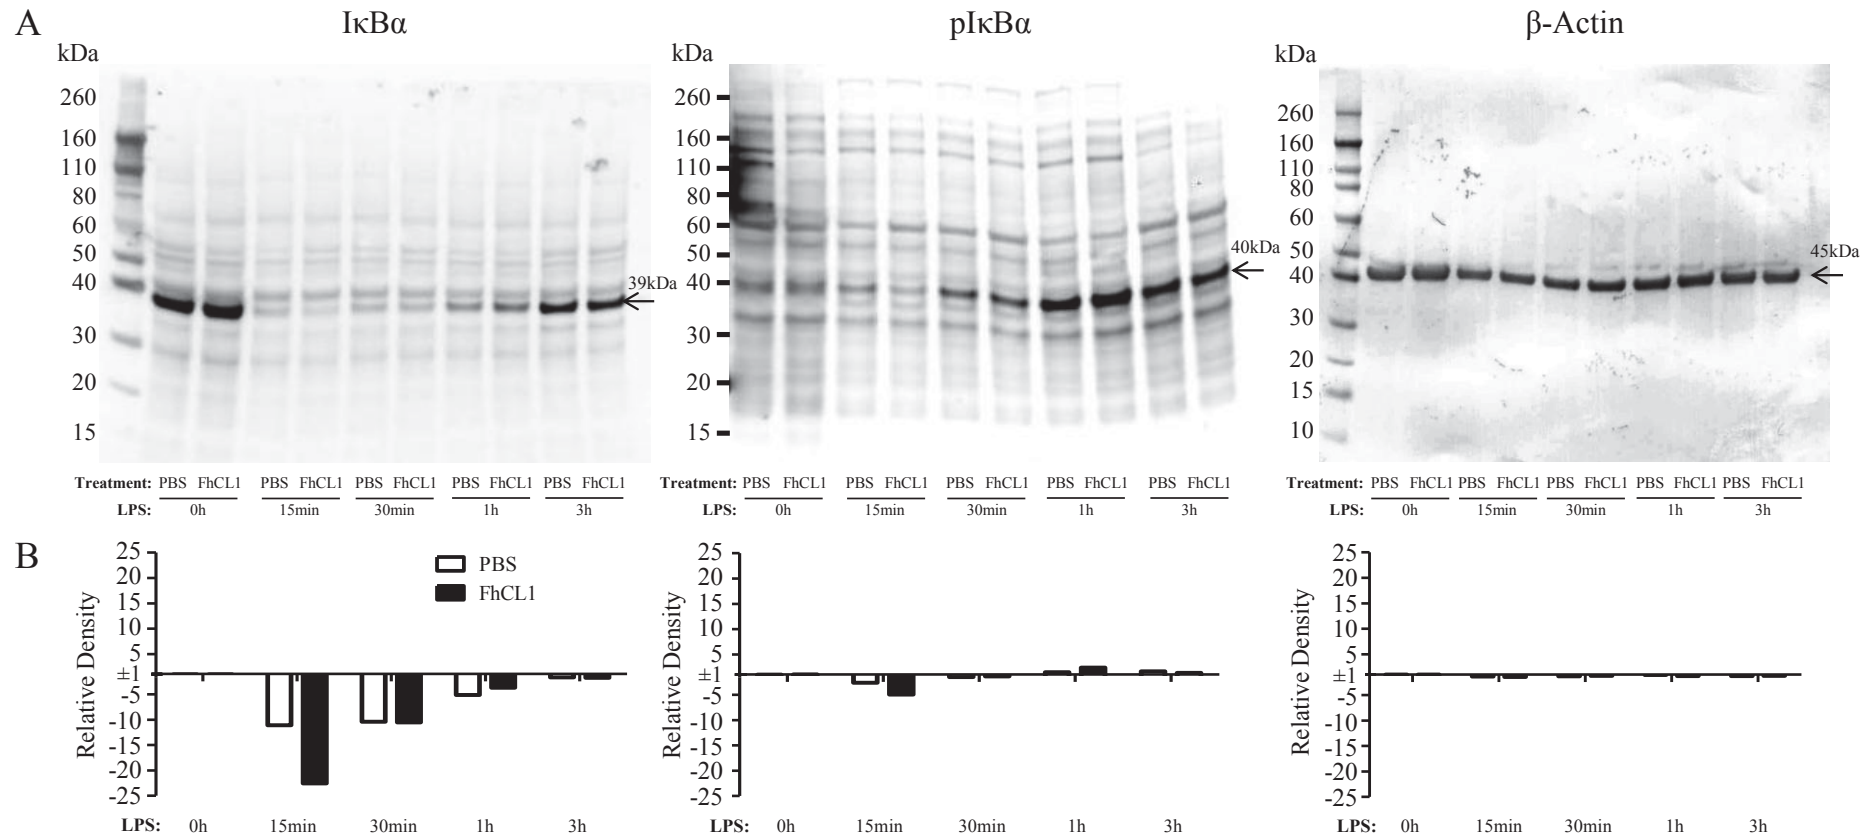 A
IκBα
pIκBα
β-Actin
kDa
kDa
260
160
110
80
60
50
40
30
20
15
39kDa
260
160
110
80
60
50
40
30
20
15
40kDa
260
160
110
80
60
50
40
30
20
15
10
45kDa
Treatment: PBS FhCL1 PBS FhCL1 PBS FhCL1 PBS FhCL1 PBS FhCL1
LPS: 0h 15min 30min 1h 3h
Treatment: PBS FhCL1 PBS FhCL1 PBS FhCL1 PBS FhCL1 PBS FhCL1
LPS: 0h 15min 30min 1h 3h
Treatment: PBS FhCL1 PBS FhCL1 PBS FhCL1 PBS FhCL1 PBS FhCL1
LPS: 0h 15min 30min 1h 3h
B
Relative Density
25
20
15
10
5
±1
-5
-10
-15
-20
-25
PBS
FhCL1
LPS: 0h 15min 30min 1h 3h
Relative Density
25
20
15
10
5
±1
-5
-10
-15
-20
-25
LPS: 0h 15min 30min 1h 3h
Relative Density
25
20
15
10
5
±1
-5
-10
-15
-20
-25
LPS: 0h 15min 30min 1h 3h